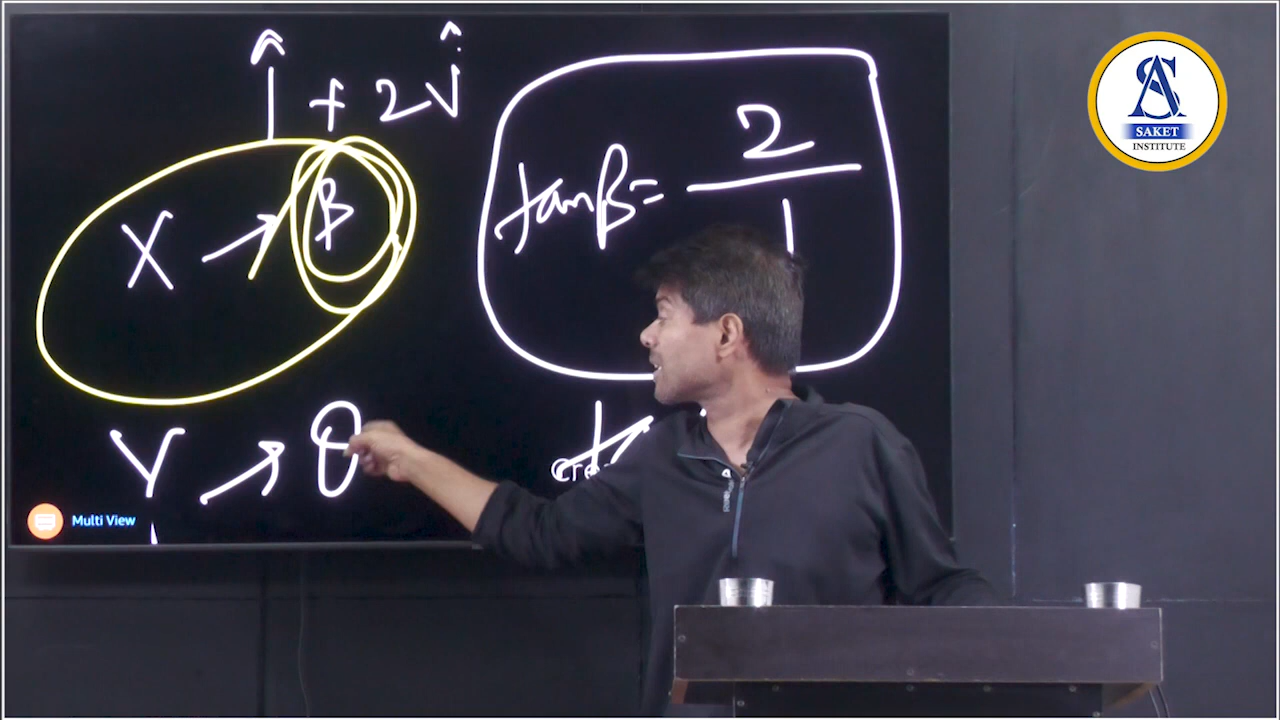 î + 2ĵ
tanβ = 2/1
X → β
Y → θ
Multi View
SAKET
INSTITUTE